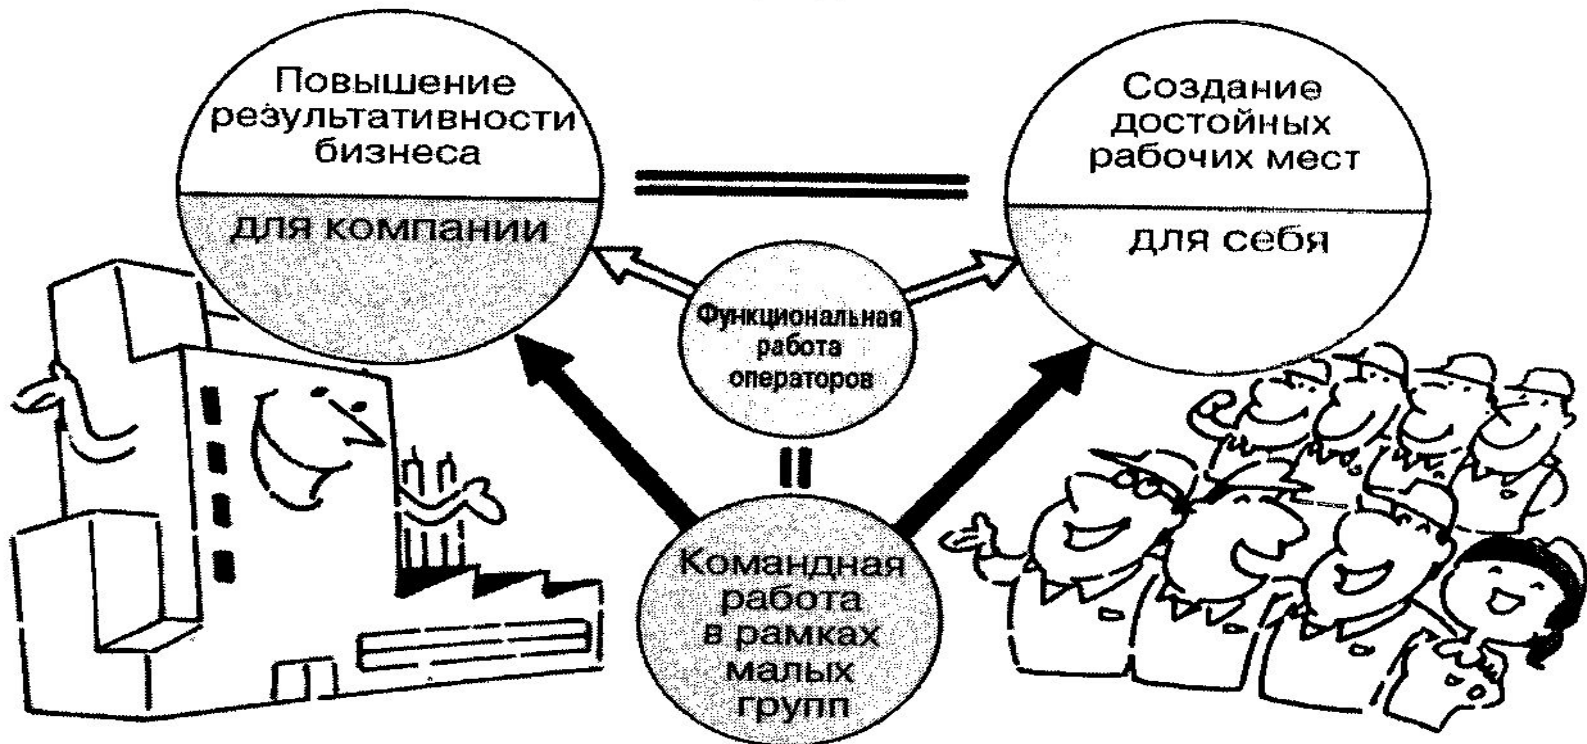 Повышение
результативности
бизнеса
для компании
Создание
достойных
рабочих мест
для себя
Функциональная
работа
операторов
Командная
работа
в рамках
малых
групп